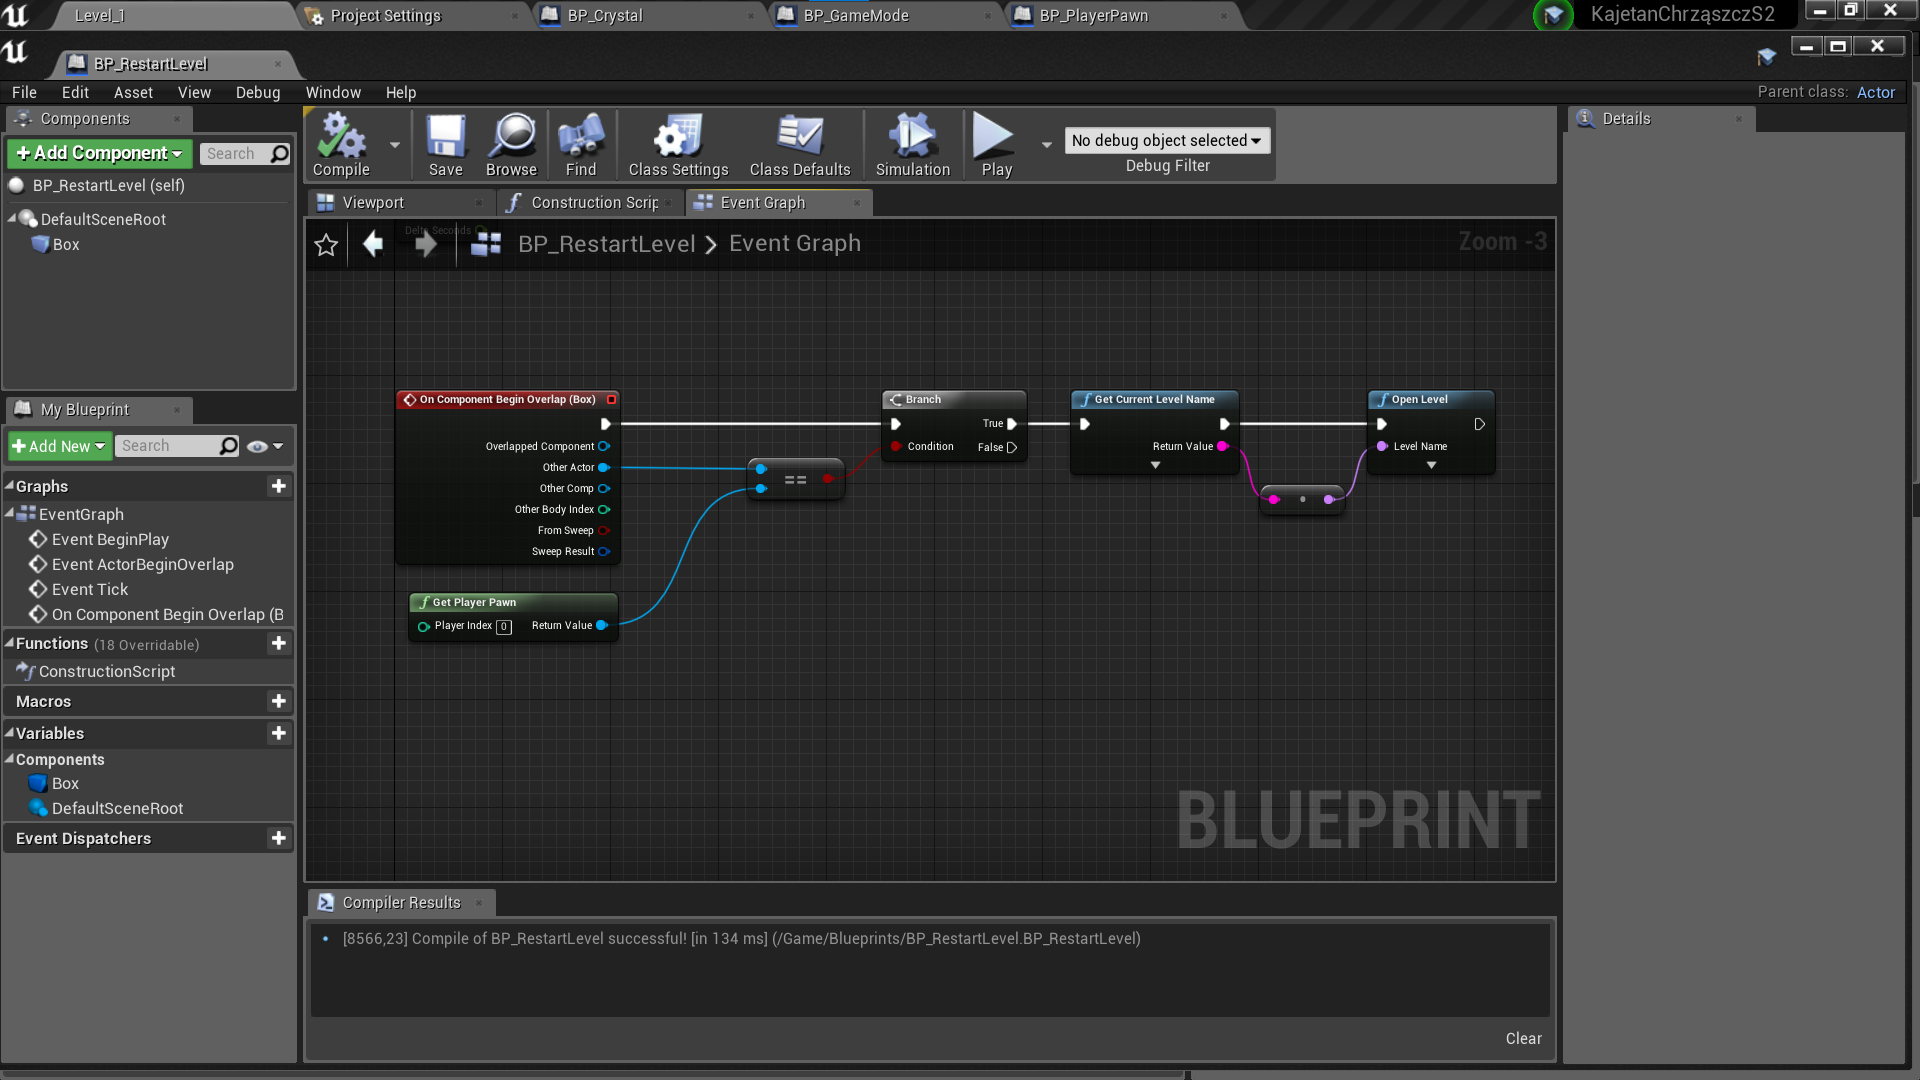 Level_1
Project Settings
BP_Crystal
BP_GameMode
BP_PlayerPawn
KajetanChrząszczS2
BP_RestartLevel
File Edit Asset View Debug Window Help
Parent class: Actor
Components
Add Component
Search
BP_RestartLevel (self)
DefaultSceneRoot
Box
Compile
Save
Browse
Find
Class Settings
Class Defaults
Simulation
Play
No debug object selected
Debug Filter
Details
Viewport
Construction Scrip
Event Graph
Delta Seconds
BP_RestartLevel > Event Graph
Zoom -3
On Component Begin Overlap (Box)
Overlapped Component
Other Actor
Other Comp
Other Body Index
From Sweep
Sweep Result
Get Player Pawn
Player Index 0
Return Value
==
Branch
True
Condition
False
Get Current Level Name
Return Value
Open Level
Level Name
BLUEPRINT
My Blueprint
Add New
Search
Graphs
EventGraph
Event BeginPlay
Event ActorBeginOverlap
Event Tick
On Component Begin Overlap (B
Functions (18 Overridable)
ConstructionScript
Macros
Variables
Components
Box
DefaultSceneRoot
Event Dispatchers
Compiler Results
[8566,23] Compile of BP_RestartLevel successful! [in 134 ms] (/Game/Blueprints/BP_RestartLevel.BP_RestartLevel)
Clear